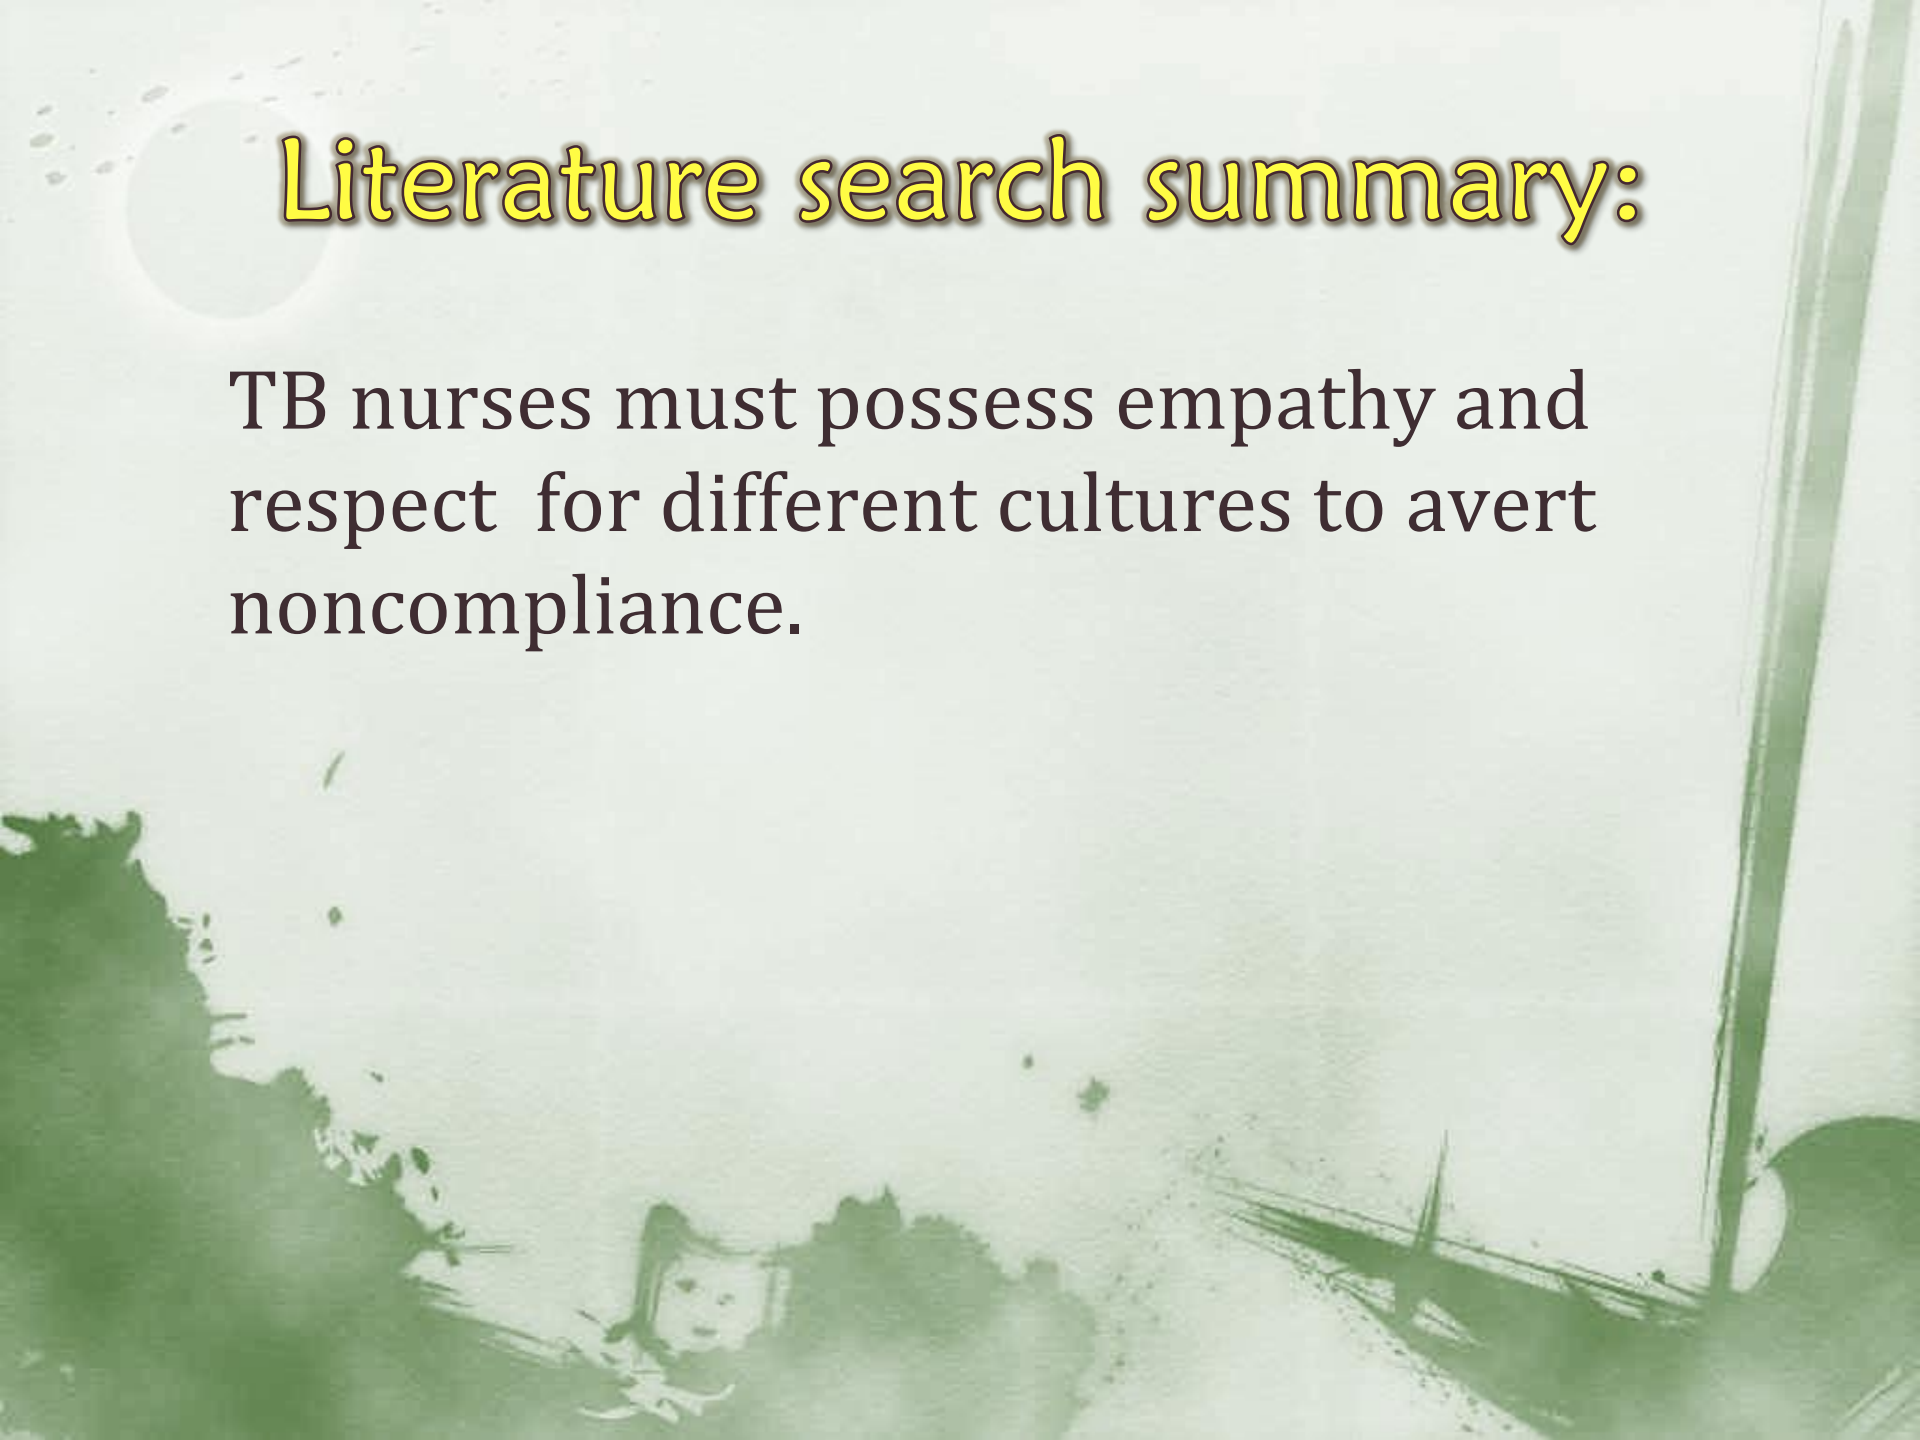 Literature search summary:
TB nurses must possess empathy and
respect  for different cultures to avert
noncompliance.